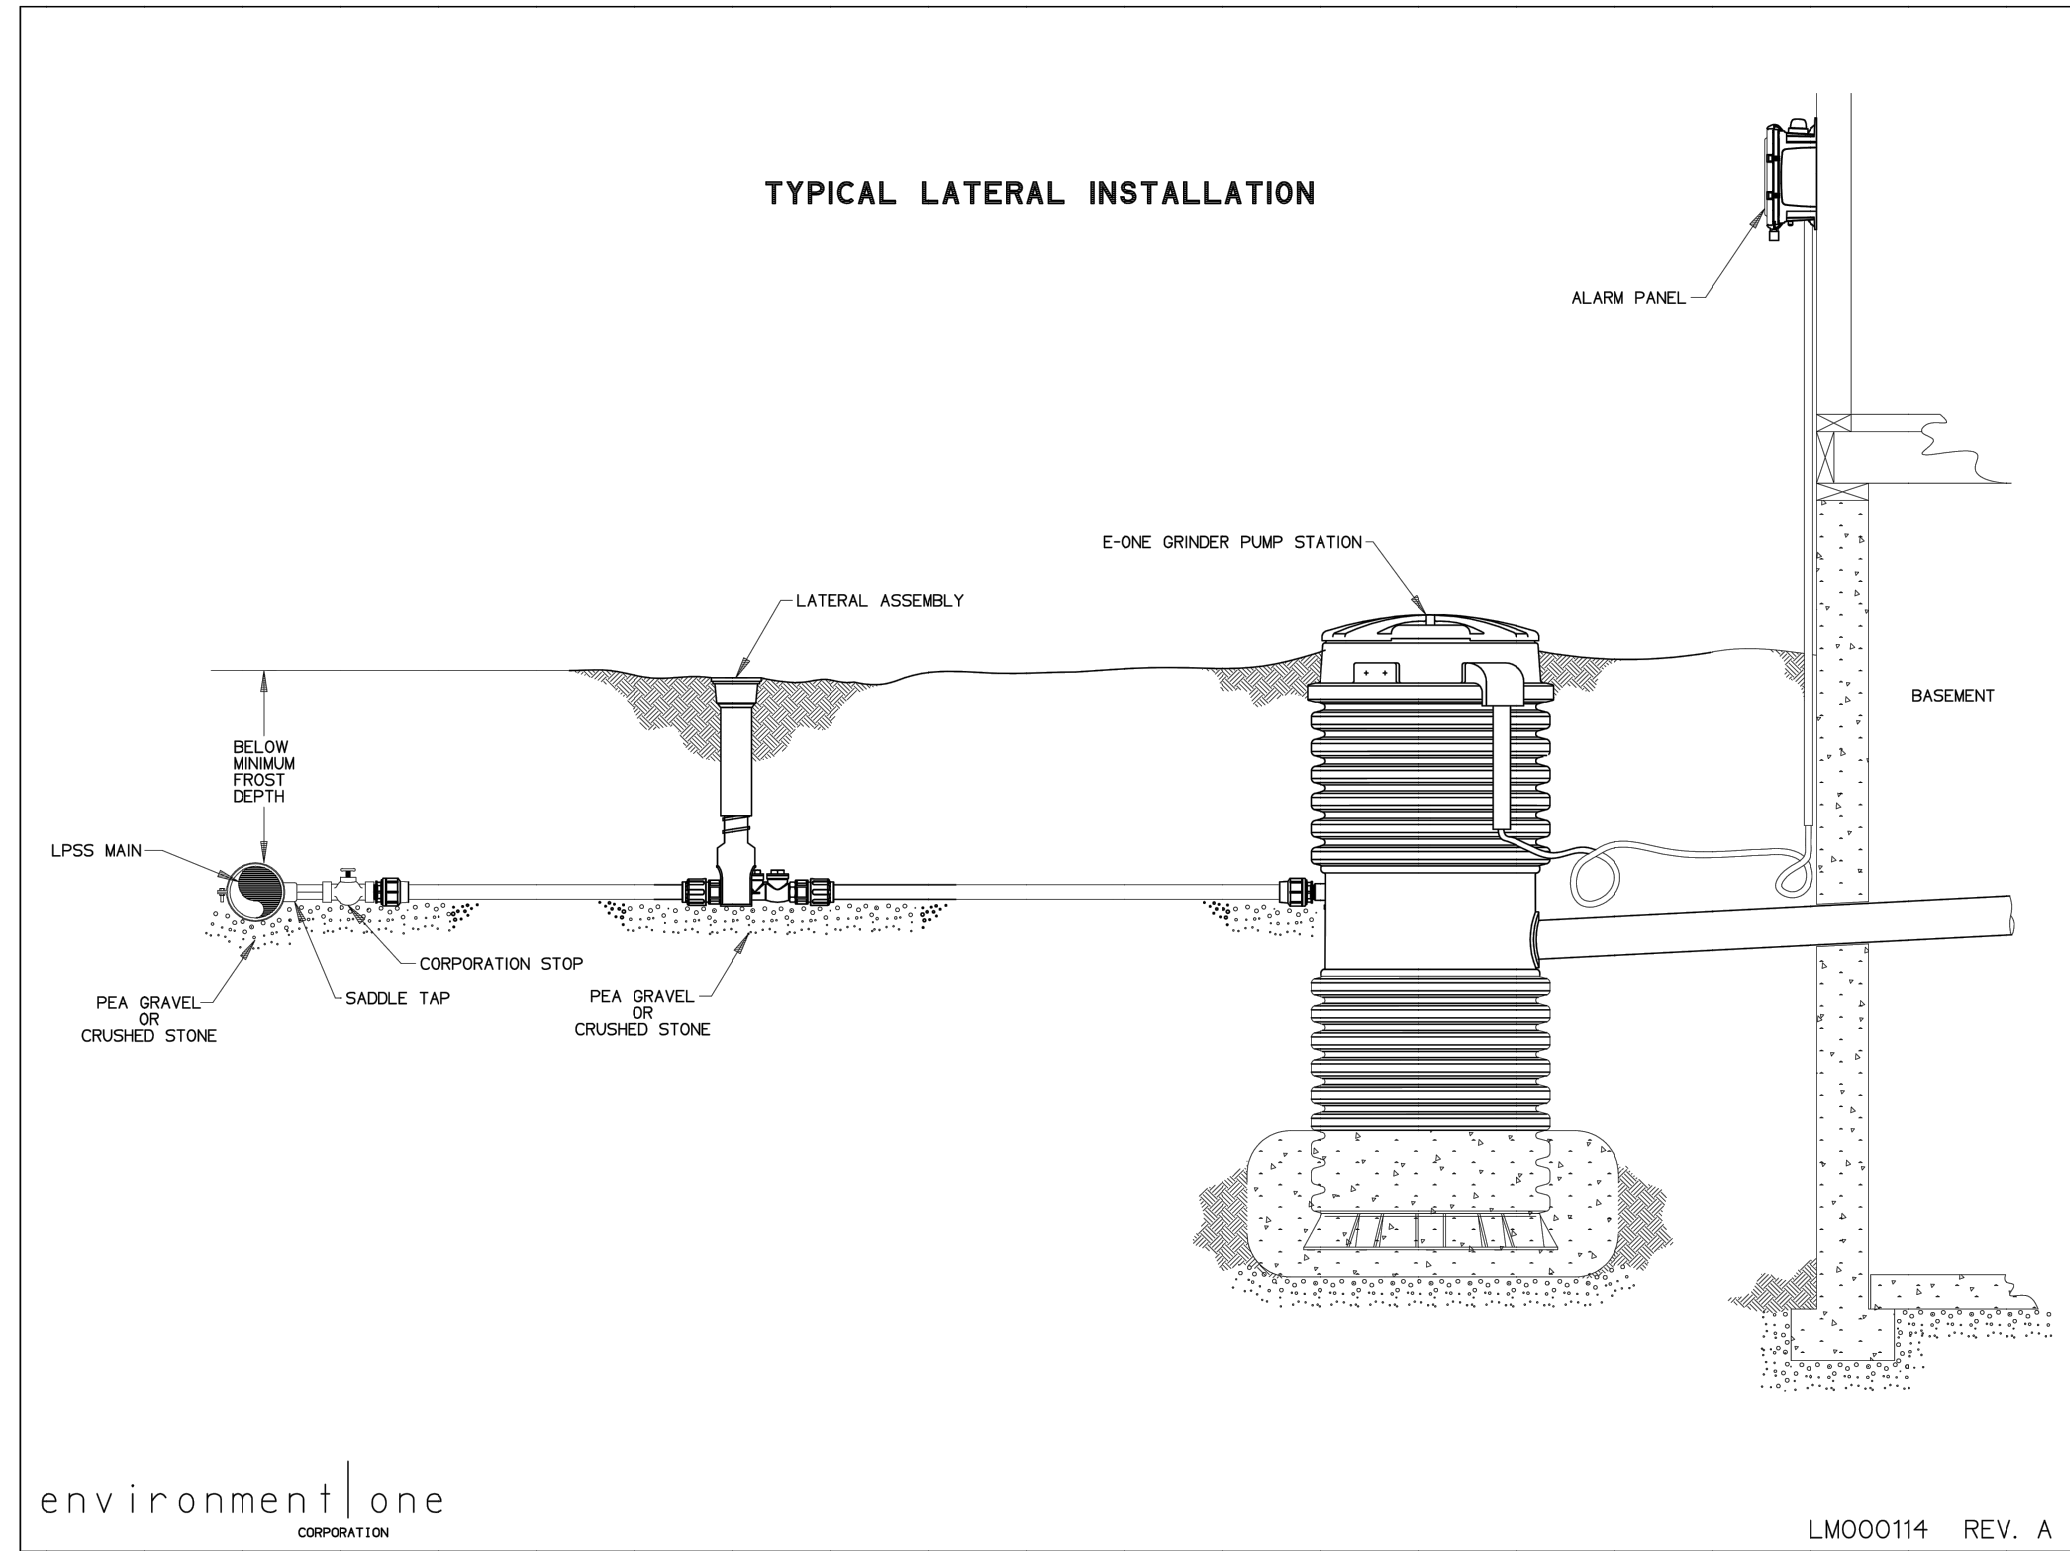 TYPICAL LATERAL INSTALLATION
ALARM PANEL
E-ONE GRINDER PUMP STATION
LATERAL ASSEMBLY
BASEMENT
BELOW
MINIMUM
FROST
DEPTH
LPSS MAIN
CORPORATION STOP
SADDLE TAP
PEA GRAVEL
OR
CRUSHED STONE
PEA GRAVEL
OR
CRUSHED STONE
environment|one
CORPORATION
LM000114 REV. A